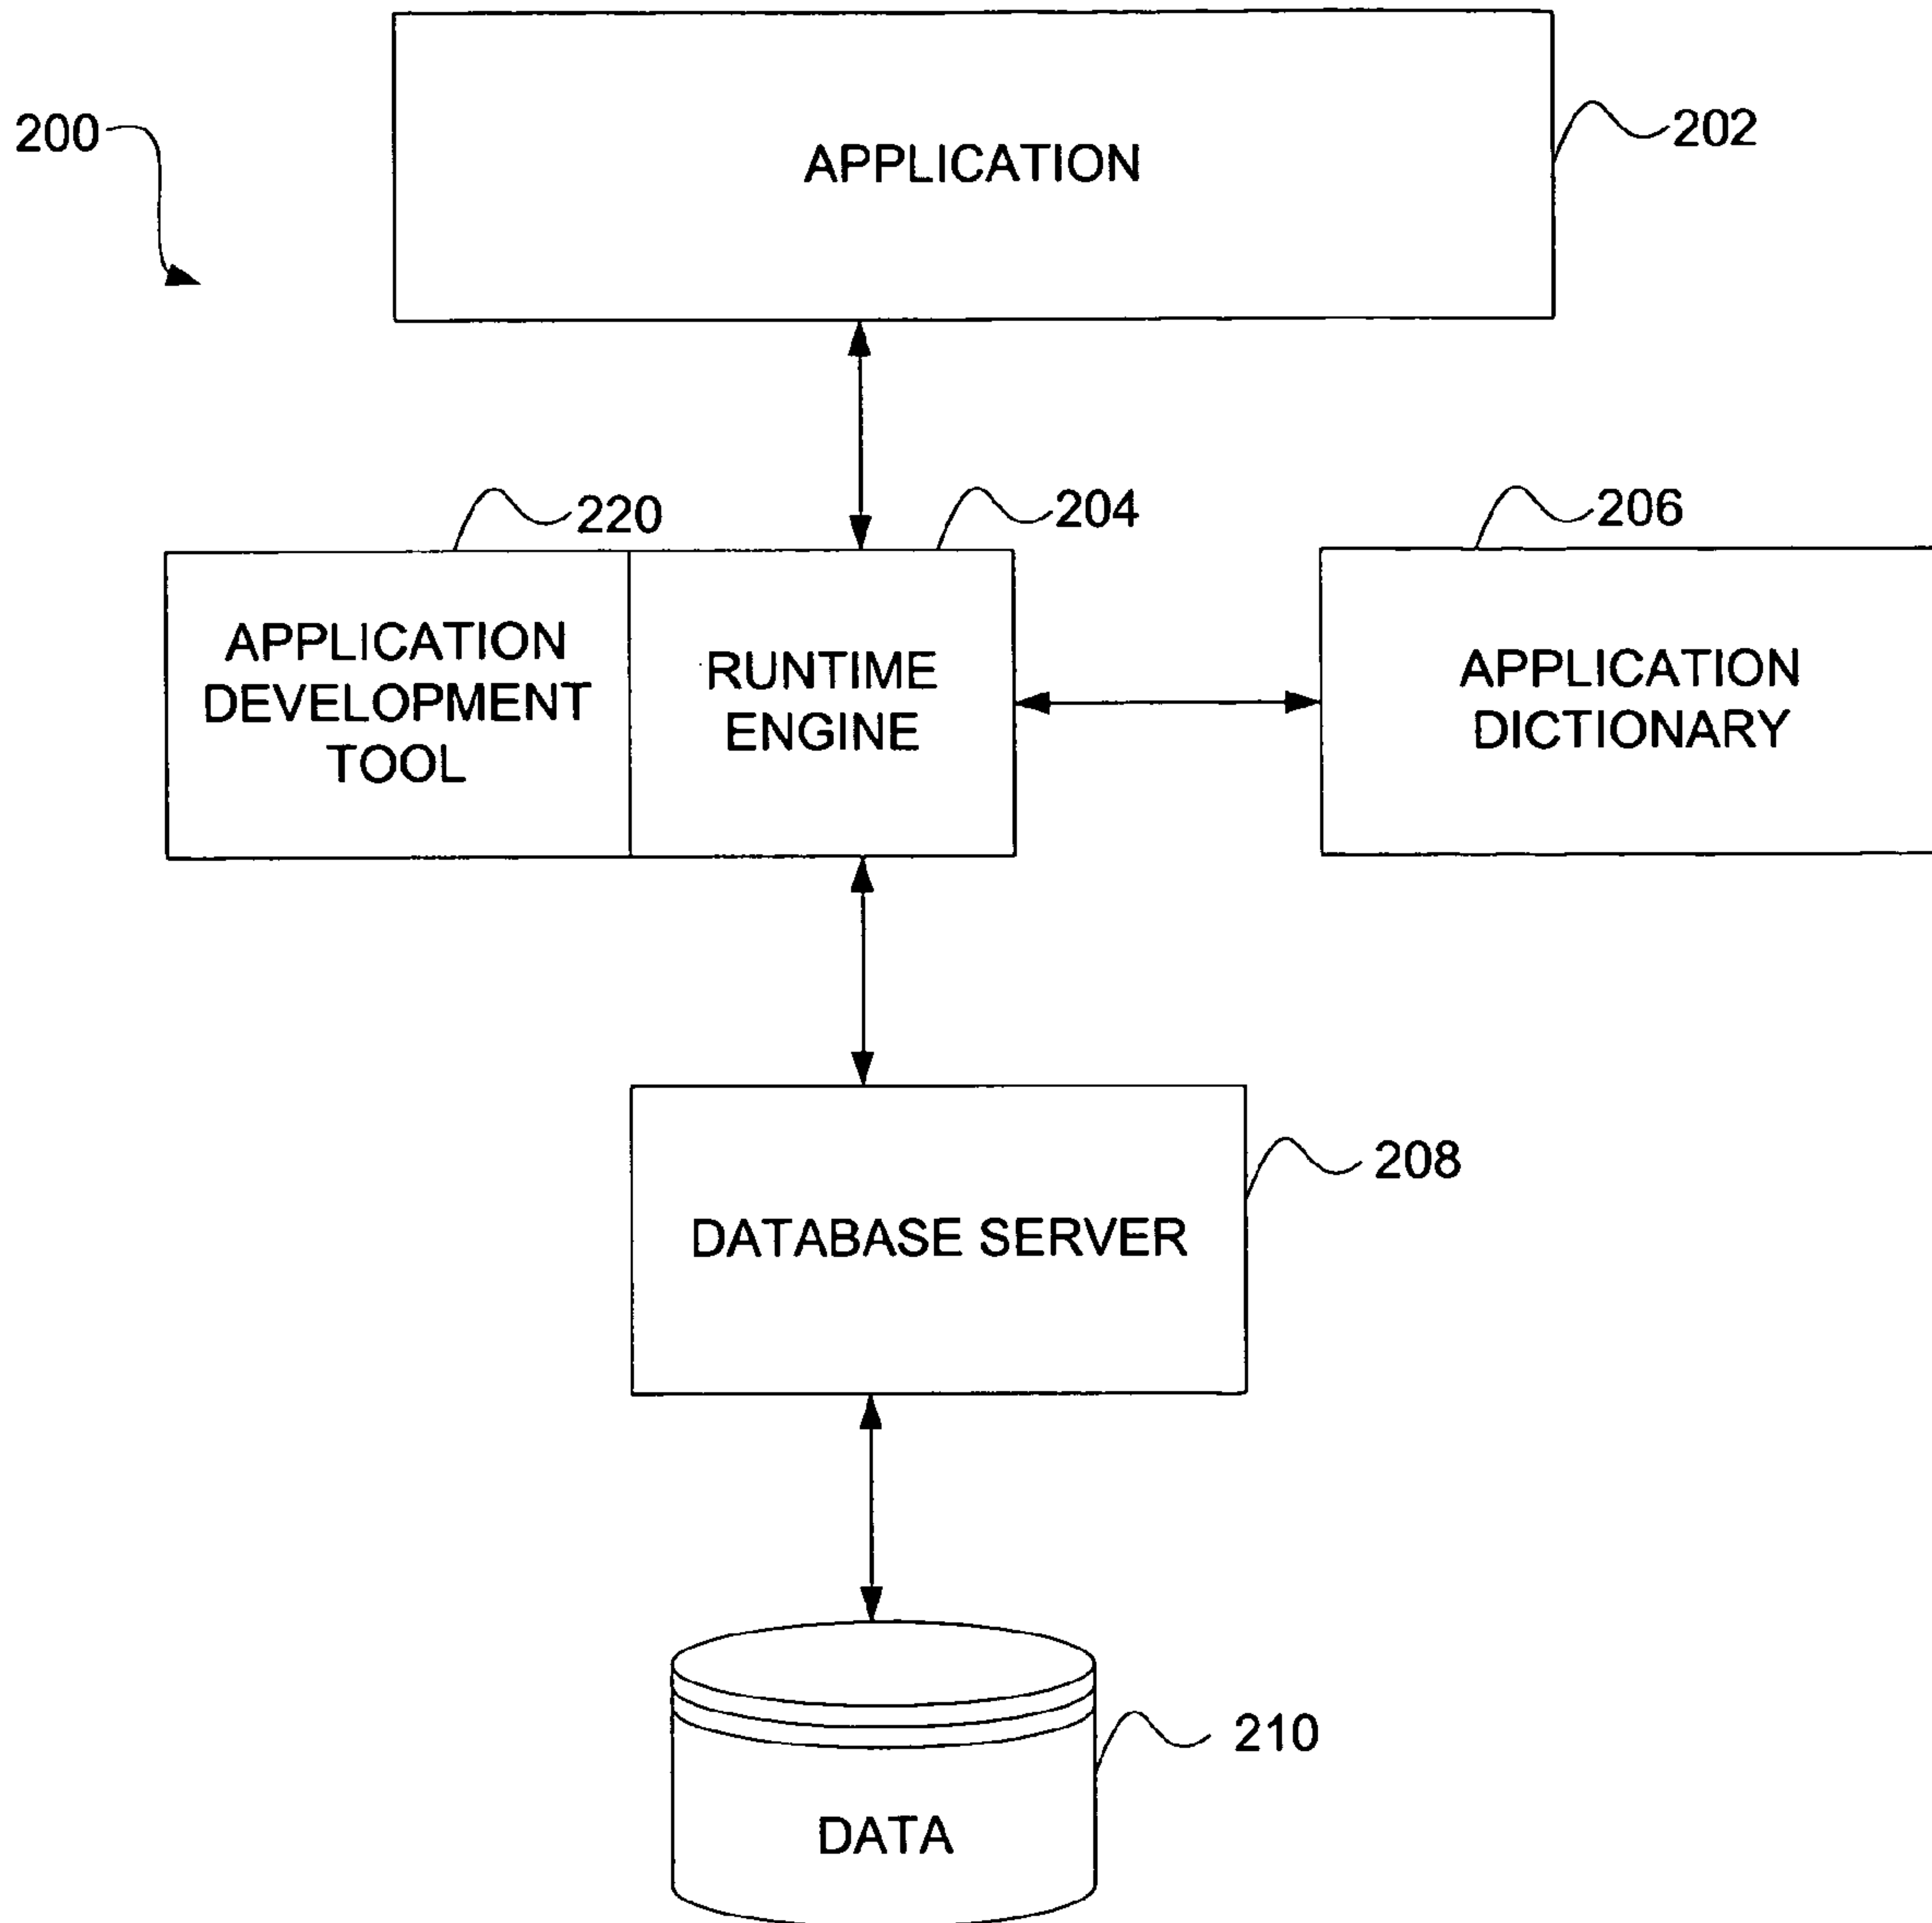 200
APPLICATION
202
220
204
206
APPLICATION
DEVELOPMENT
TOOL
RUNTIME
ENGINE
APPLICATION
DICTIONARY
208
DATABASE SERVER
210
DATA